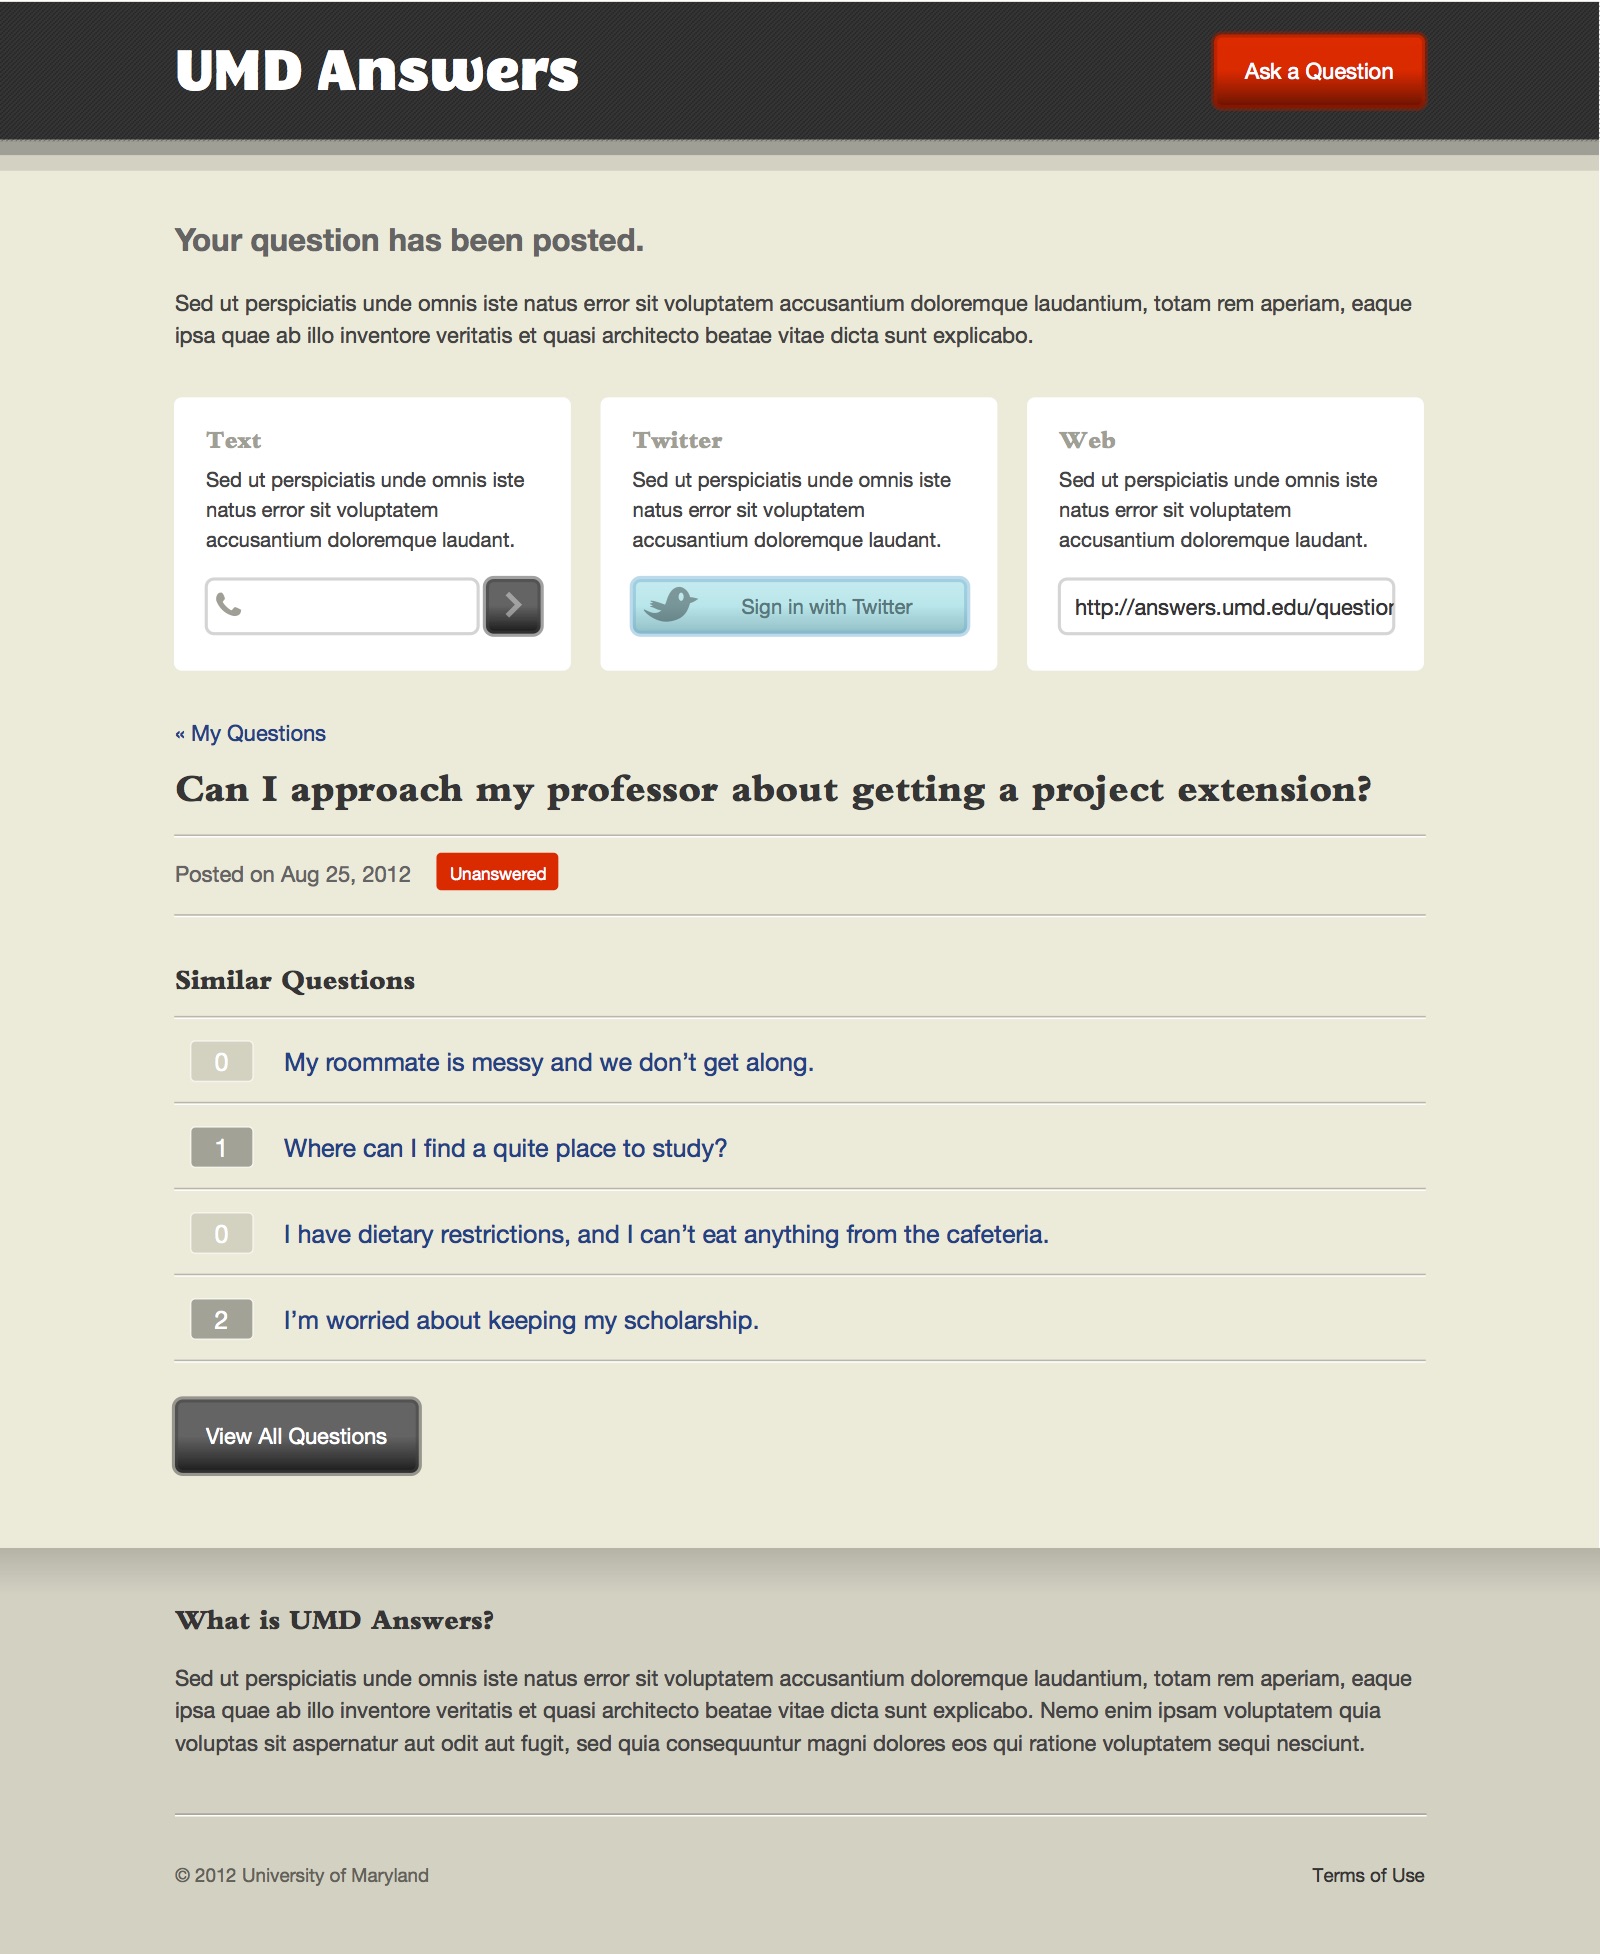 UMD Answers
Ask a Question
Your question has been posted.
Sed ut perspiciatis unde omnis iste natus error sit voluptatem accusantium doloremque laudantium, totam rem aperiam, eaque
ipsa quae ab illo inventore veritatis et quasi architecto beatae vitae dicta sunt explicabo.
Text
Sed ut perspiciatis unde omnis iste
natus error sit voluptatem
accusantium doloremque laudant.
Twitter
Sed ut perspiciatis unde omnis iste
natus error sit voluptatem
accusantium doloremque laudant.
Sign in with Twitter
Web
Sed ut perspiciatis unde omnis iste
natus error sit voluptatem
accusantium doloremque laudant.
http://answers.umd.edu/question
« My Questions
Can I approach my professor about getting a project extension?
Posted on Aug 25, 2012
Unanswered
Similar Questions
0 My roommate is messy and we don’t get along.
1 Where can I find a quite place to study?
0 I have dietary restrictions, and I can’t eat anything from the cafeteria.
2 I’m worried about keeping my scholarship.
View All Questions
What is UMD Answers?
Sed ut perspiciatis unde omnis iste natus error sit voluptatem accusantium doloremque laudantium, totam rem aperiam, eaque
ipsa quae ab illo inventore veritatis et quasi architecto beatae vitae dicta sunt explicabo. Nemo enim ipsam voluptatem quia
voluptas sit aspernatur aut odit aut fugit, sed quia consequuntur magni dolores eos qui ratione voluptatem sequi nesciunt.
© 2012 University of Maryland
Terms of Use